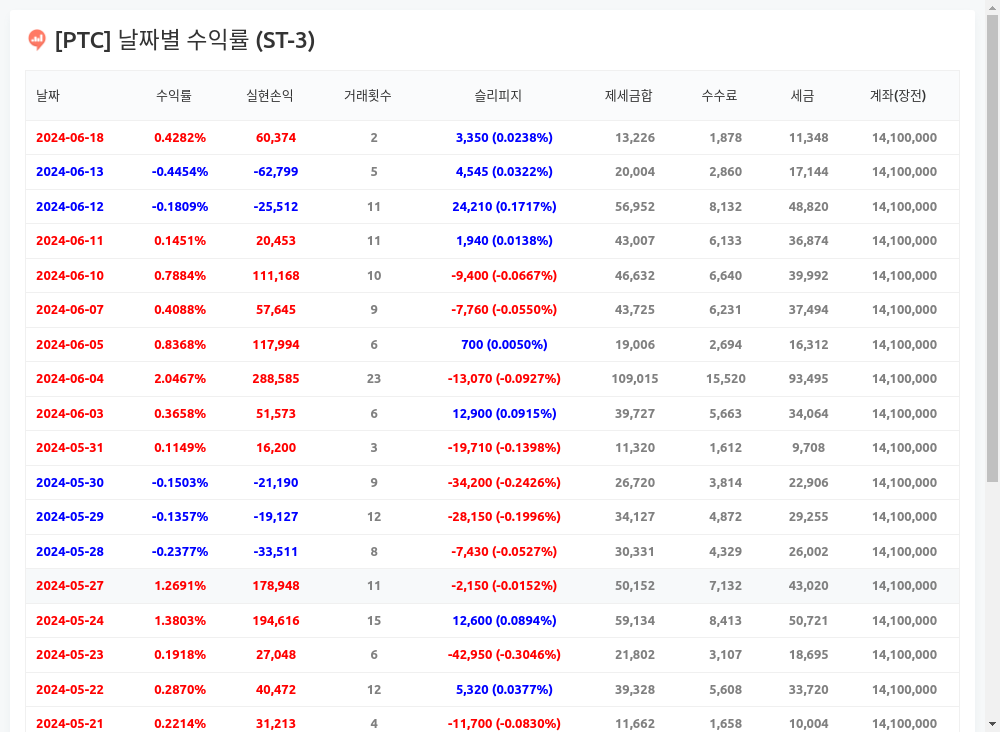 [PTC] 날짜별 수익률 (ST-3)
날짜 수익률 실현손익 거래횟수 슬리피지 제세금합 수수료 세금 계좌(장전)
2024-06-18 0.4282% 60,374 2 3,350 (0.0238%) 13,226 1,878 11,348 14,100,000
2024-06-13 -0.4454% -62,799 5 4,545 (0.0322%) 20,004 2,860 17,144 14,100,000
2024-06-12 -0.1809% -25,512 11 24,210 (0.1717%) 56,952 8,132 48,820 14,100,000
2024-06-11 0.1451% 20,453 11 1,940 (0.0138%) 43,007 6,133 36,874 14,100,000
2024-06-10 0.7884% 111,168 10 -9,400 (-0.0667%) 46,632 6,640 39,992 14,100,000
2024-06-07 0.4088% 57,645 9 -7,760 (-0.0550%) 43,725 6,231 37,494 14,100,000
2024-06-05 0.8368% 117,994 6 700 (0.0050%) 19,006 2,694 16,312 14,100,000
2024-06-04 2.0467% 288,585 23 -13,070 (-0.0927%) 109,015 15,520 93,495 14,100,000
2024-06-03 0.3658% 51,573 6 12,900 (0.0915%) 39,727 5,663 34,064 14,100,000
2024-05-31 0.1149% 16,200 3 -19,710 (-0.1398%) 11,320 1,612 9,708 14,100,000
2024-05-30 -0.1503% -21,190 9 -34,200 (-0.2426%) 26,720 3,814 22,906 14,100,000
2024-05-29 -0.1357% -19,127 12 -28,150 (-0.1996%) 34,127 4,872 29,255 14,100,000
2024-05-28 -0.2377% -33,511 8 -7,430 (-0.0527%) 30,331 4,329 26,002 14,100,000
2024-05-27 1.2691% 178,948 11 -2,150 (-0.0152%) 50,152 7,132 43,020 14,100,000
2024-05-24 1.3803% 194,616 15 12,600 (0.0894%) 59,134 8,413 50,721 14,100,000
2024-05-23 0.1918% 27,048 6 -42,950 (-0.3046%) 21,802 3,107 18,695 14,100,000
2024-05-22 0.2870% 40,472 12 5,320 (0.0377%) 39,328 5,608 33,720 14,100,000
2024-05-21 0.2214% 31,213 4 -11,700 (-0.0830%) 11,662 1,658 10,004 14,100,000